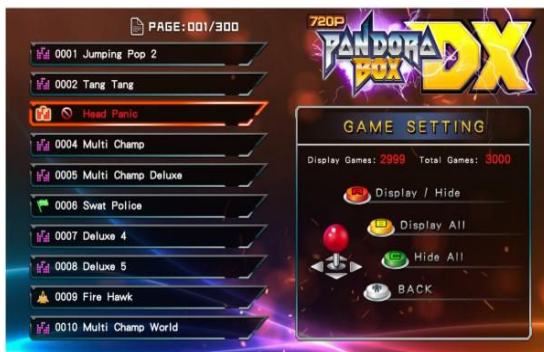 PAGE:001/300
0001 Jumping Pop 2
0002 Tang Tang
Head Panic
0004 Multi Champ
0005 Multi Champ Deluxe
0006 Swat Police
0007 Deluxe 4
0008 Deluxe 5
0009 Fire Hawk
0010 Multi Champ World
720P
PANDORA
BOX
DX
GAME SETTING
Display Games: 2999 Total Games: 3000
Display / Hide
Display All
Hide All
BACK